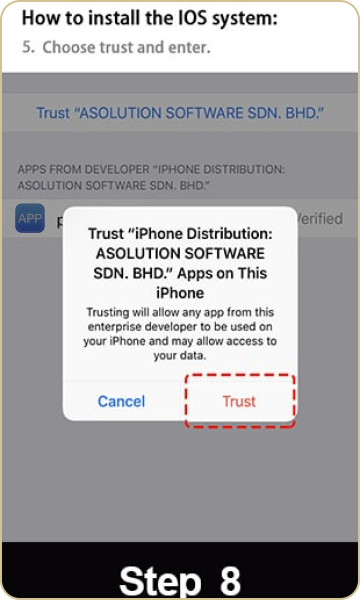 How to install the IOS system:
5. Choose trust and enter.
Trust “ASOLUTION SOFTWARE SDN. BHD.”
APPS FROM DEVELOPER “IPHONE DISTRIBUTION:
ASOLUTION SOFTWARE SDN. BHD.”
APP
Trust “iPhone Distribution:
ASOLUTION SOFTWARE
SDN. BHD.” Apps on This
iPhone
Trusting will allow any app from this
enterprise developer to be used on
your iPhone and may allow access to
your data.
Cancel Trust
Step 8